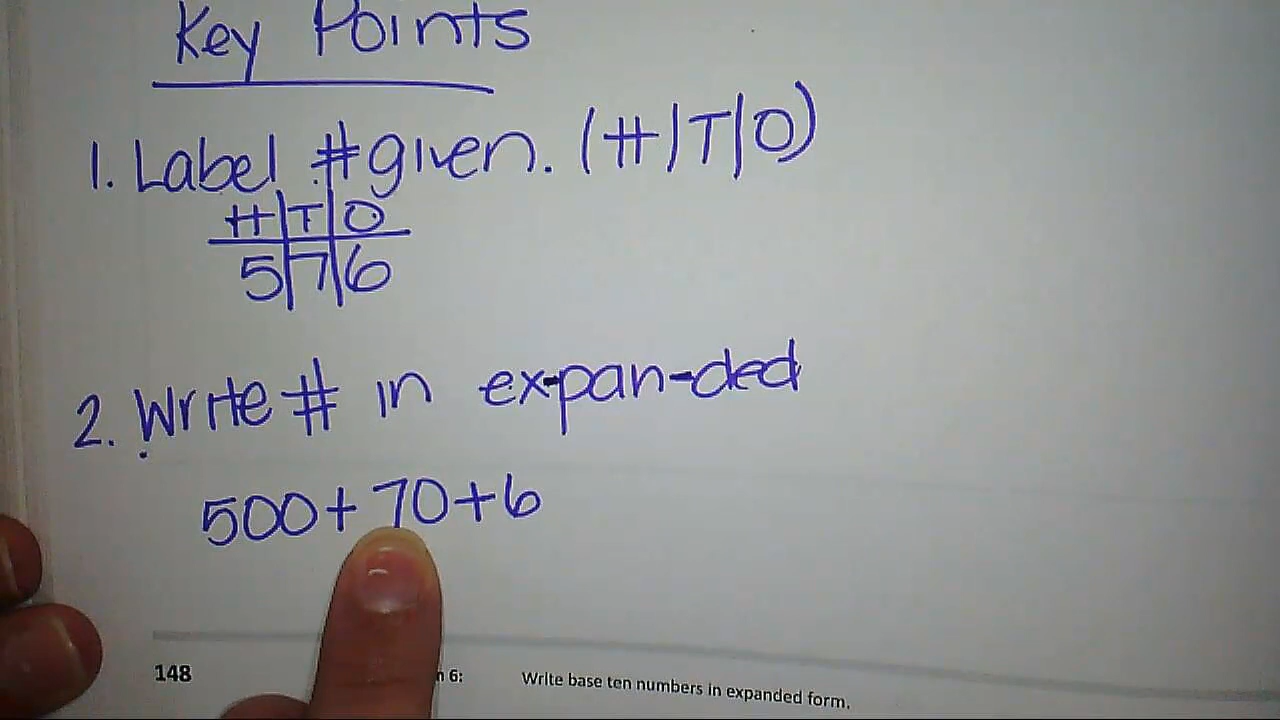 Key Points
1. Label #given. (H|T|O)
H|T|O
5|7|6
2. Write # in ex-pan-ded
500+70+6
148 n 6: Write base ten numbers in expanded form.